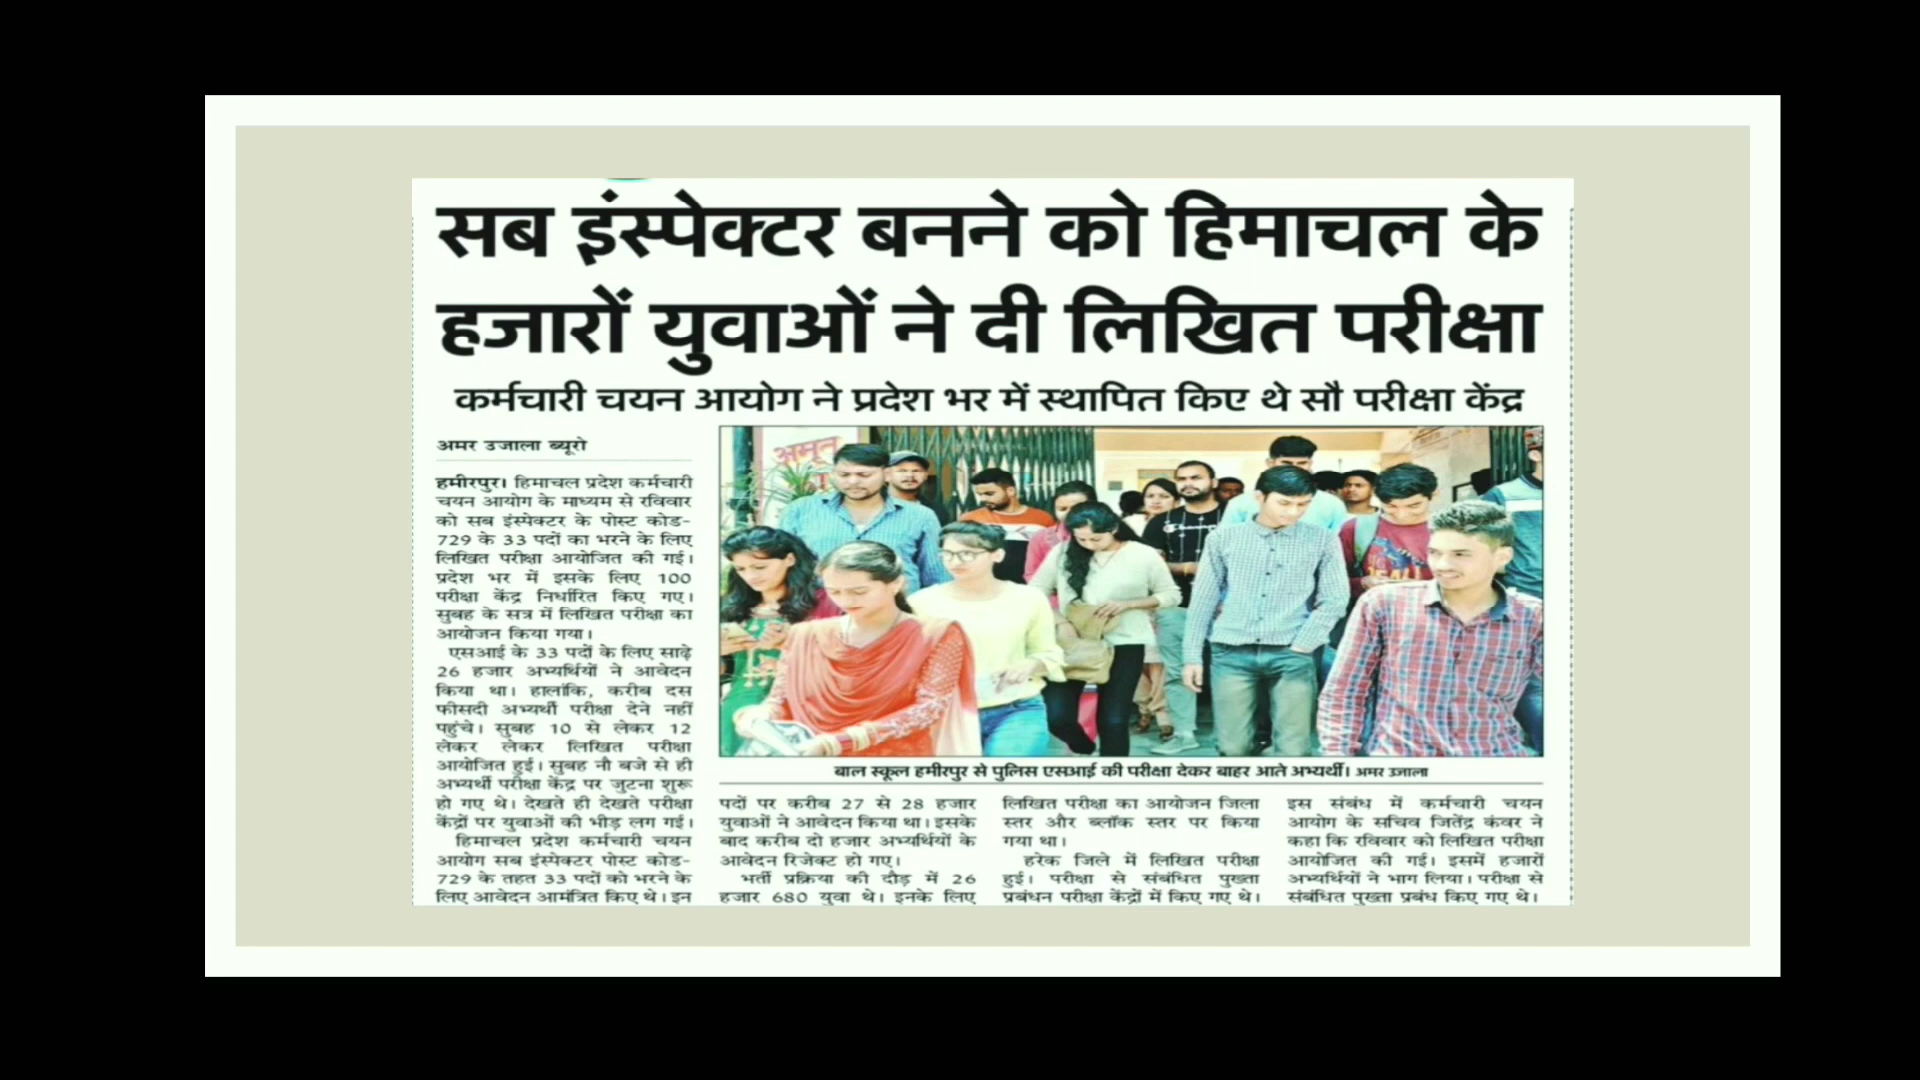 सब इंस्पेक्टर बनने को हिमाचल के
हजारों युवाओं ने दी लिखित परीक्षा
कर्मचारी चयन आयोग ने प्रदेश भर में स्थापित किए थे सौ परीक्षा केंद्र
अमर उजाला ब्यूरो
हमीरपुर। हिमाचल प्रदेश कर्मचारी
चयन आयोग के माध्यम से रविवार
को सब इंस्पेक्टर के पोस्ट कोड-
729 के 33 पदों का भरने के लिए
लिखित परीक्षा आयोजित की गई।
प्रदेश भर में इसके लिए 100
परीक्षा केंद्र निर्धारित किए गए।
सुबह के सत्र में लिखित परीक्षा का
आयोजन किया गया।
एसआई के 33 पदों के लिए साढ़े
26 हजार अभ्यर्थियों ने आवेदन
किया था। हालांकि, करीब दस
फीसदी अभ्यर्थी परीक्षा देने नहीं
पहुंचे। सुबह 10 से लेकर 12
लेकर लेकर लिखित परीक्षा
आयोजित हुई। सुबह नौ बजे से ही
अभ्यर्थी परीक्षा केंद्र पर जुटना शुरू
हो गए थे। देखते ही देखते परीक्षा
केंद्रों पर युवाओं की भीड़ लग गई।
हिमाचल प्रदेश कर्मचारी चयन
आयोग सब इंस्पेक्टर पोस्ट कोड-
729 के तहत 33 पदों को भरने के
लिए आवेदन आमंत्रित किए थे। इन
अमृत
बाल स्कूल हमीरपुर से पुलिस एसआई की परीक्षा देकर बाहर आते अभ्यर्थी। अमर उजाला
पदों पर करीब 27 से 28 हजार
युवाओं ने आवेदन किया था। इसके
बाद करीब दो हजार अभ्यर्थियों के
आवेदन रिजेक्ट हो गए।
भर्ती प्रक्रिया की दौड़ में 26
हजार 680 युवा थे। इनके लिए
लिखित परीक्षा का आयोजन जिला
स्तर और ब्लॉक स्तर पर किया
गया था।
हरेक जिले में लिखित परीक्षा
हुई। परीक्षा से संबंधित पुख्ता
प्रबंधन परीक्षा केंद्रों में किए गए थे।
इस संबंध में कर्मचारी चयन
आयोग के सचिव जितेंद्र कंवर ने
कहा कि रविवार को लिखित परीक्षा
आयोजित की गई। इसमें हजारों
अभ्यर्थियों ने भाग लिया। परीक्षा से
संबंधित पुख्ता प्रबंध किए गए थे।